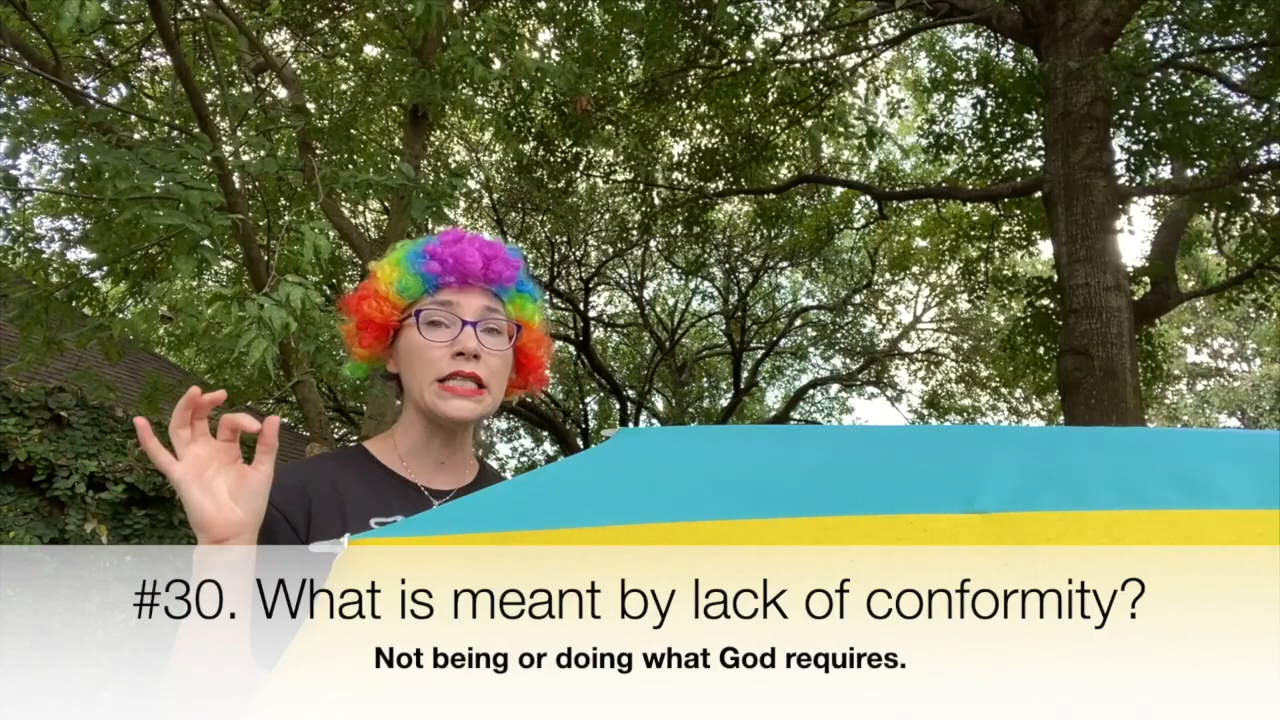 #30. What is meant by lack of conformity?
Not being or doing what God requires.